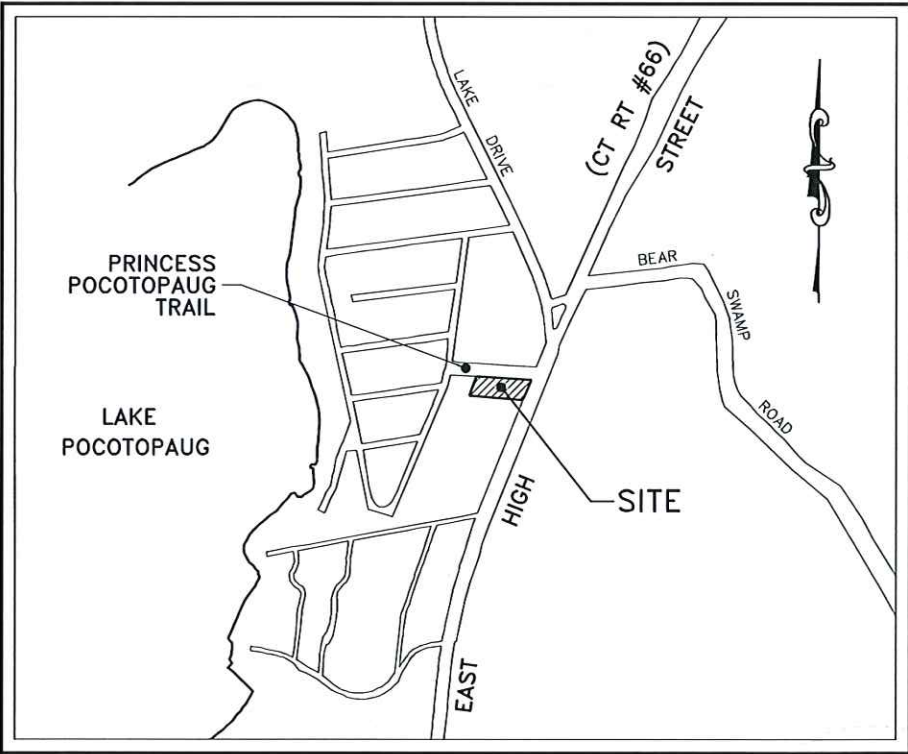 LAKE
DRIVE
(CT RT #66)
STREET
BEAR
SWAMP
ROAD
PRINCESS
POCOTOPAUG
TRAIL
LAKE
POCOTOPAUG
SITE
HIGH
EAST